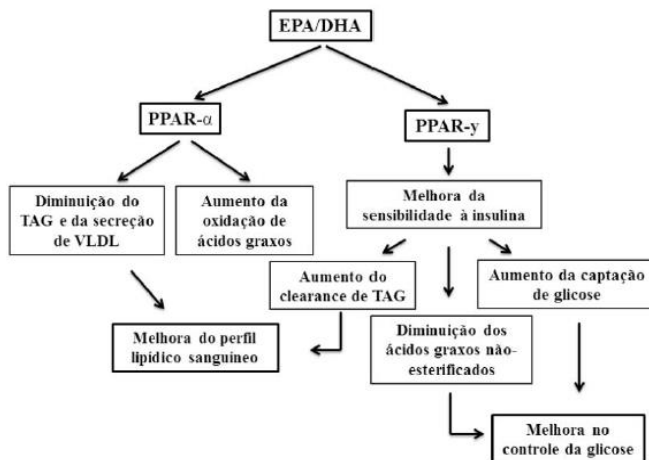 EPA/DHA
PPAR-α
PPAR-y
Diminuição do
TAG e da secreção
de VLDL
Aumento da
oxidação de
ácidos graxos
Melhora da
sensibilidade à insulina
Aumento do
clearance de TAG
Aumento da captação
de glicose
Melhora do perfil
lipídico sanguíneo
Diminuição dos
ácidos graxos não-
esterificados
Melhora no
controle da glicose